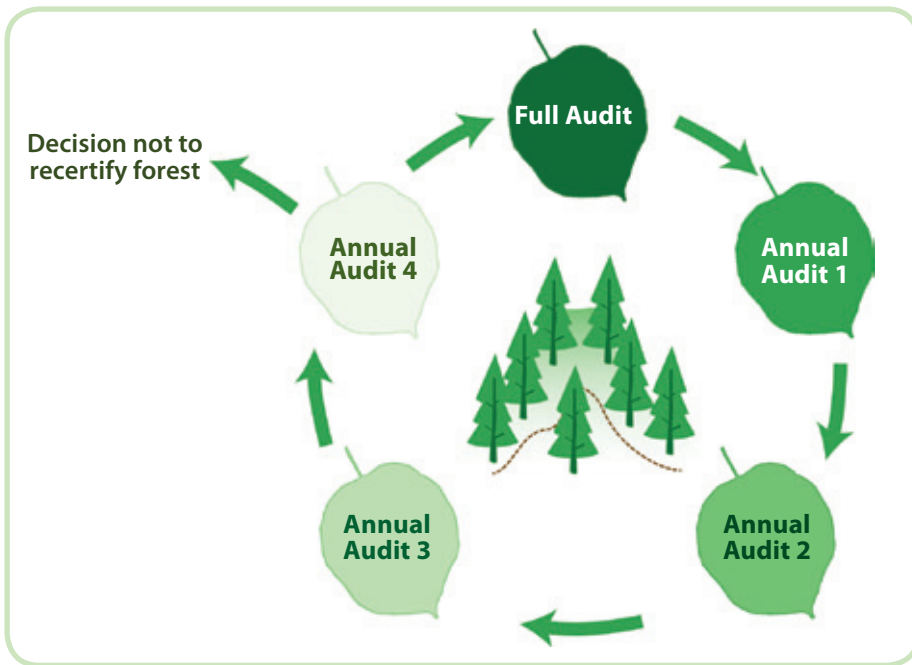 Full Audit
Decision not to
recertify forest
Annual
Audit 1
Annual
Audit 4
Annual
Audit 2
Annual
Audit 3